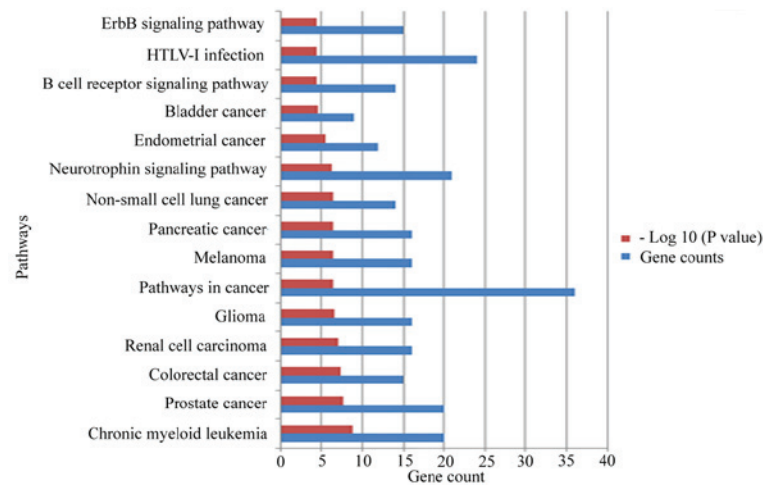 ErbB signaling pathway
HTLV-I infection
B cell receptor signaling pathway
Bladder cancer
Endometrial cancer
Neurotrophin signaling pathway
Non-small cell lung cancer
Pancreatic cancer
Melanoma
Pathways in cancer
Glioma
Renal cell carcinoma
Colorectal cancer
Prostate cancer
Chronic myeloid leukemia
Pathways
0 5 10 15 20 25 30 35 40
Gene count
- Log 10 (P value)
Gene counts